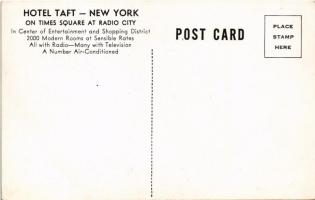 HOTEL TAFT — NEW YORK
ON TIMES SQUARE AT RADIO CITY
In Center of Entertainment and Shopping District
2000 Modern Rooms at Sensible Rates
All with Radio—Many with Television
A Number Air-Conditioned
POST CARD
PLACE
STAMP
HERE